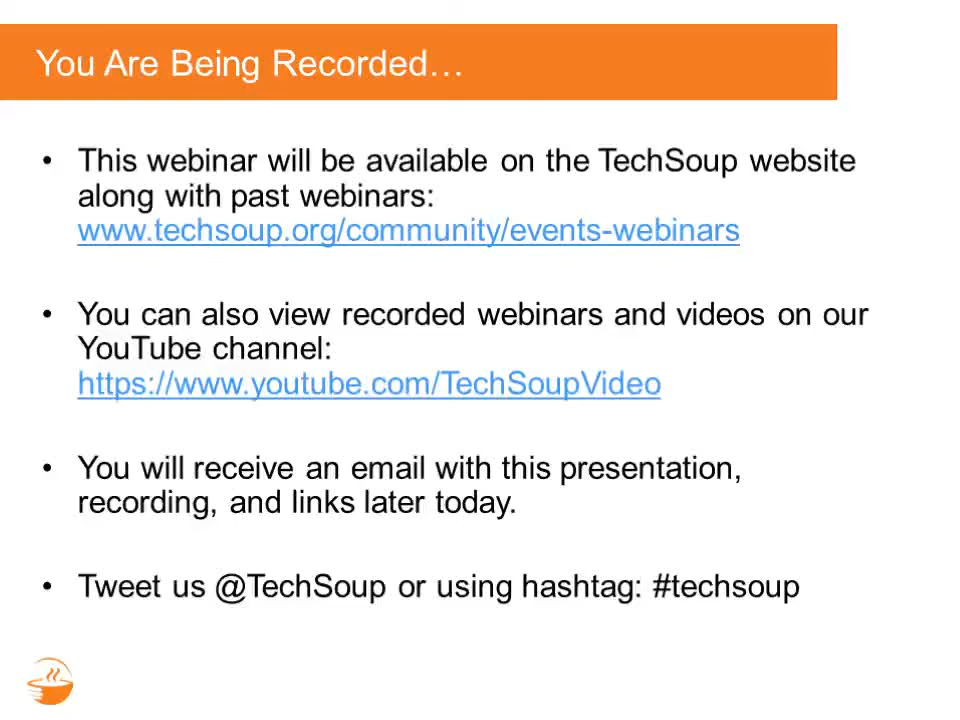 You Are Being Recorded…
• This webinar will be available on the TechSoup website
along with past webinars:
www.techsoup.org/community/events-webinars
• You can also view recorded webinars and videos on our
YouTube channel:
https://www.youtube.com/TechSoupVideo
• You will receive an email with this presentation,
recording, and links later today.
• Tweet us @TechSoup or using hashtag: #techsoup